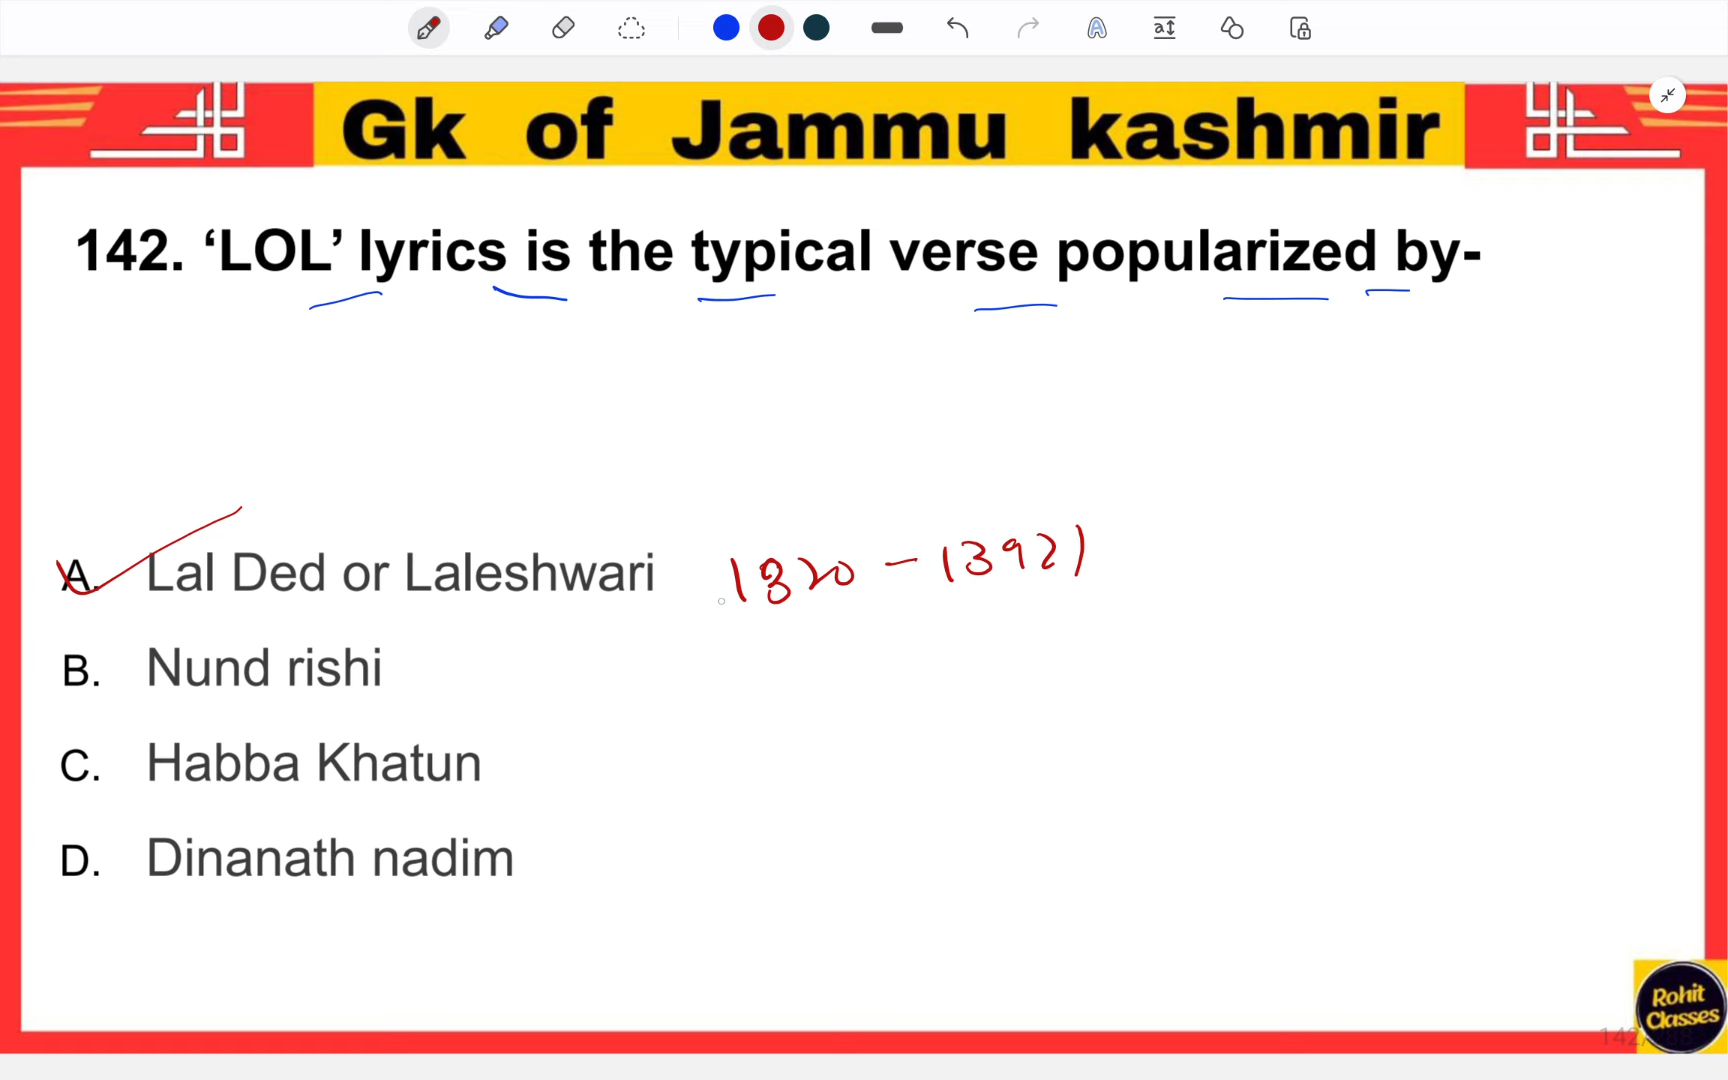 Gk of Jammu kashmir
142. ‘LOL’ lyrics is the typical verse popularized by-
A. Lal Ded or Laleshwari 1320 - 1392)
B. Nund rishi
C. Habba Khatun
D. Dinanath nadim
Rohit
Classes